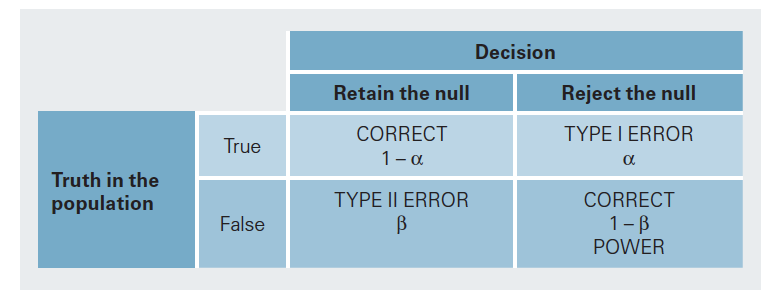 Decision
Retain the null
Reject the null
Truth in the
population
True
CORRECT
1 – α
TYPE I ERROR
α
False
TYPE II ERROR
β
CORRECT
1 – β
POWER